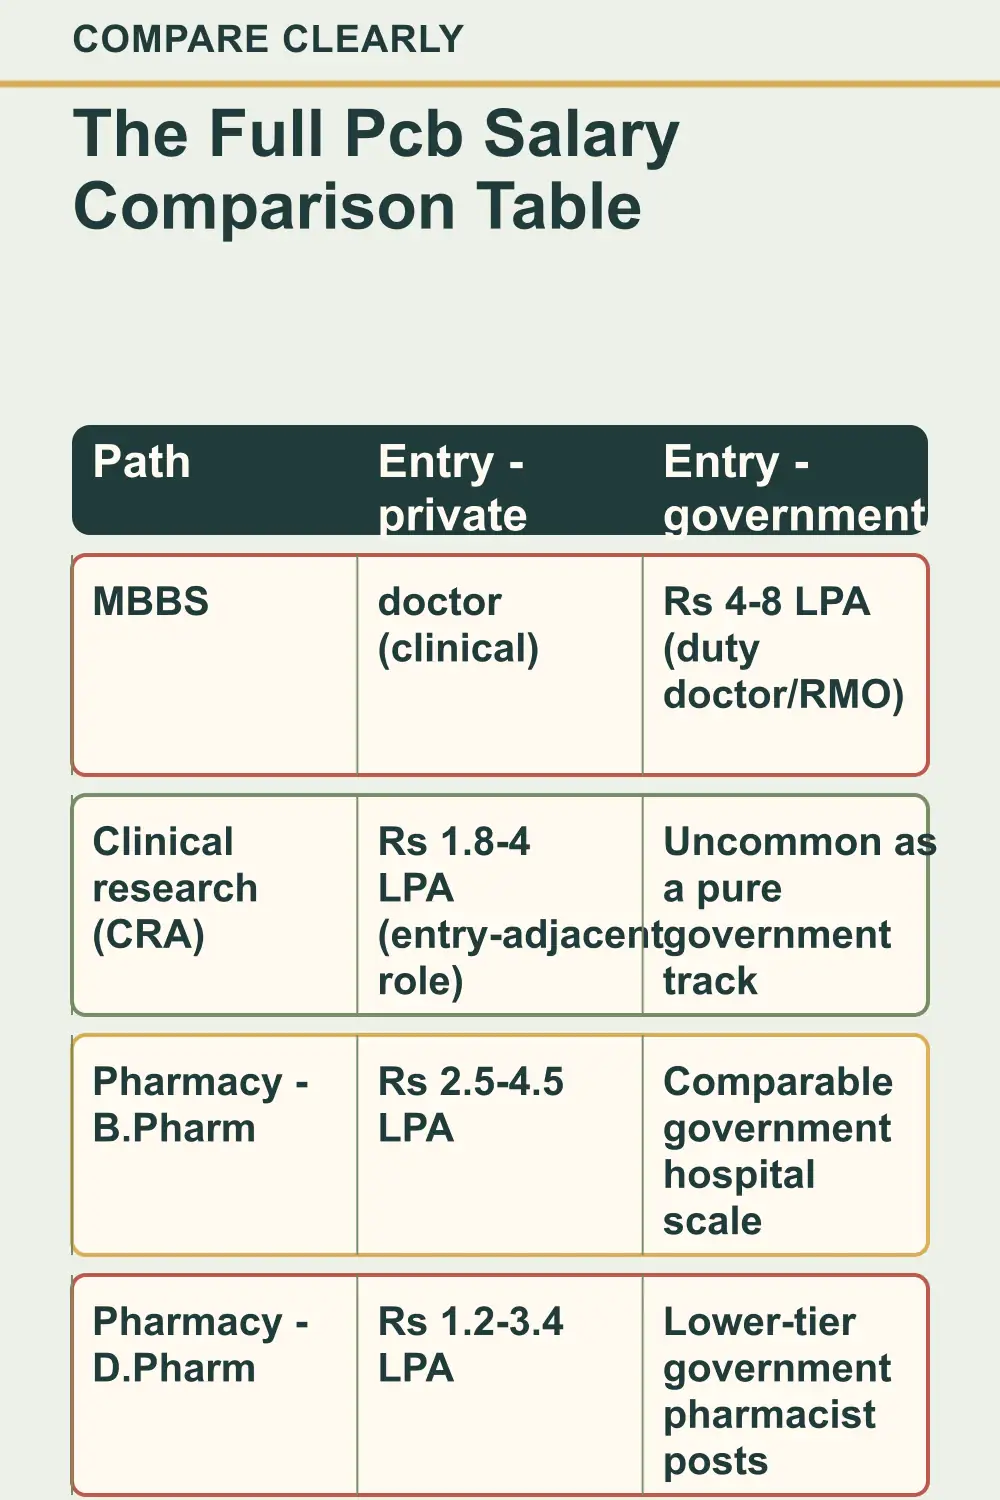 COMPARE CLEARLY
The Full Pcb Salary
Comparison Table
Path
Entry -
private
Entry -
government
MBBS
doctor
(clinical)
Rs 4-8 LPA
(duty
doctor/RMO)
Clinical
research
(CRA)
Rs 1.8-4
LPA
(entry-adjacent
role)
Uncommon as
a pure
government
track
Pharmacy -
B.Pharm
Rs 2.5-4.5
LPA
Comparable
government
hospital
scale
Pharmacy -
D.Pharm
Rs 1.2-3.4
LPA
Lower-tier
government
pharmacist
posts